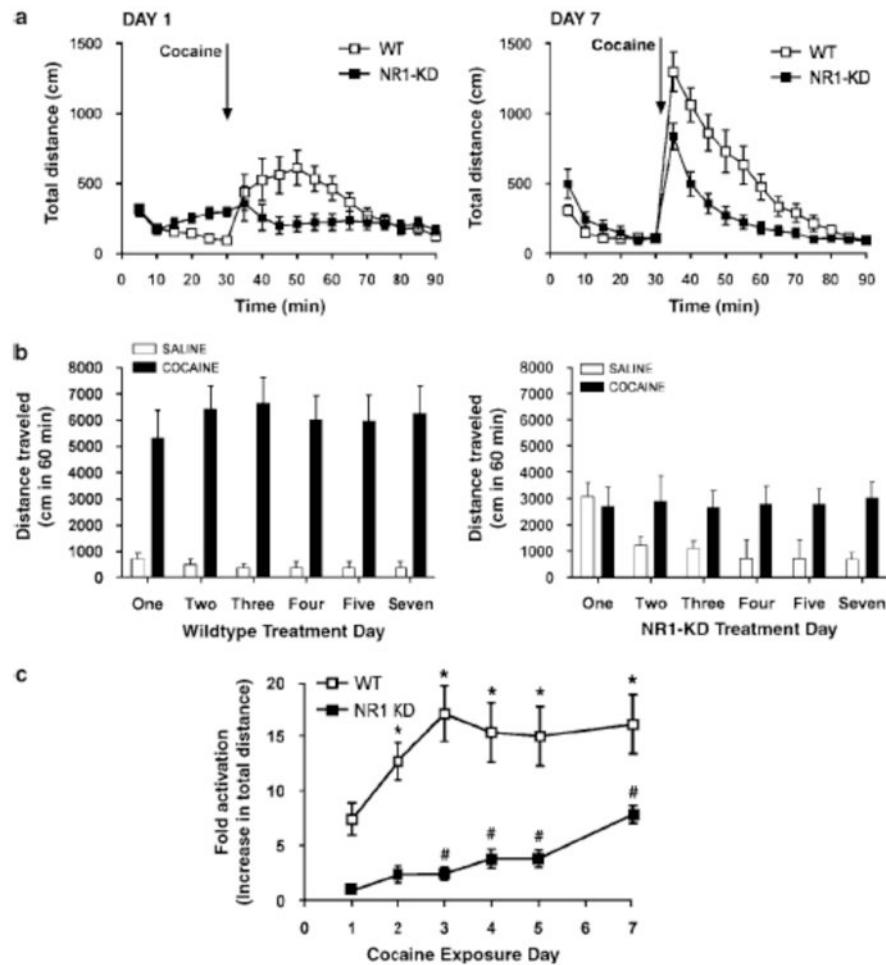 a
DAY 1
Total distance (cm)
1500
1000
500
0
Cocaine
WT
NR1-KD
0 10 20 30 40 50 60 70 80 90
Time (min)
DAY 7
Total distance (cm)
1500
1000
500
0
Cocaine
WT
NR1-KD
0 10 20 30 40 50 60 70 80 90
Time (min)
b
Distance traveled
(cm in 60 min)
8000
7000
6000
5000
4000
3000
2000
1000
0
SALINE
COCAINE
One Two Three Four Five Seven
Wildtype Treatment Day
Distance traveled
(cm in 60 min)
8000
7000
6000
5000
4000
3000
2000
1000
0
SALINE
COCAINE
One Two Three Four Five Seven
NR1-KD Treatment Day
c
Fold activation
(Increase in total distance)
20
15
10
5
0
WT
NR1 KD
* * * * *
# # # #
0 1 2 3 4 5 6 7
Cocaine Exposure Day